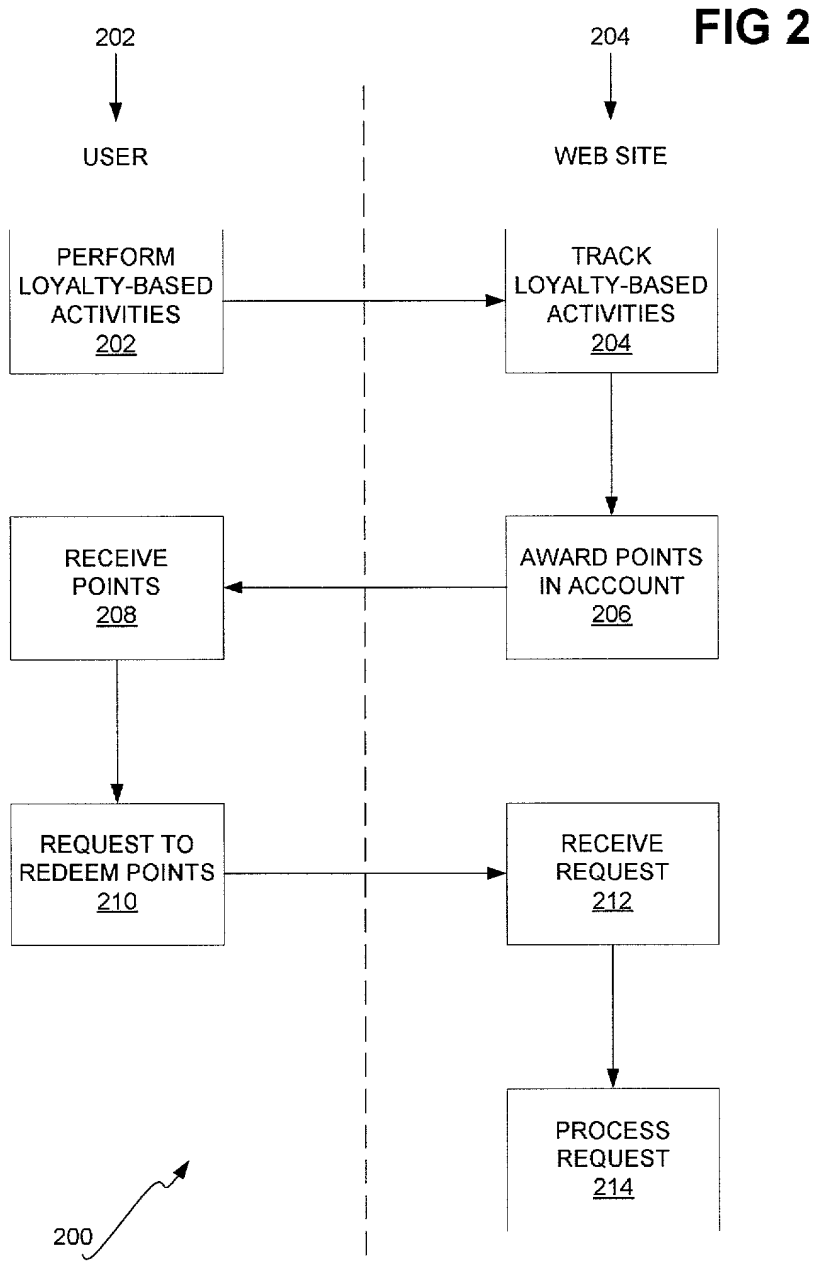 FIG 2
202
204
USER
WEB SITE
PERFORM
LOYALTY-BASED
ACTIVITIES
202
TRACK
LOYALTY-BASED
ACTIVITIES
204
RECEIVE
POINTS
208
AWARD POINTS
IN ACCOUNT
206
REQUEST TO
REDEEM POINTS
210
RECEIVE
REQUEST
212
PROCESS
REQUEST
214
200